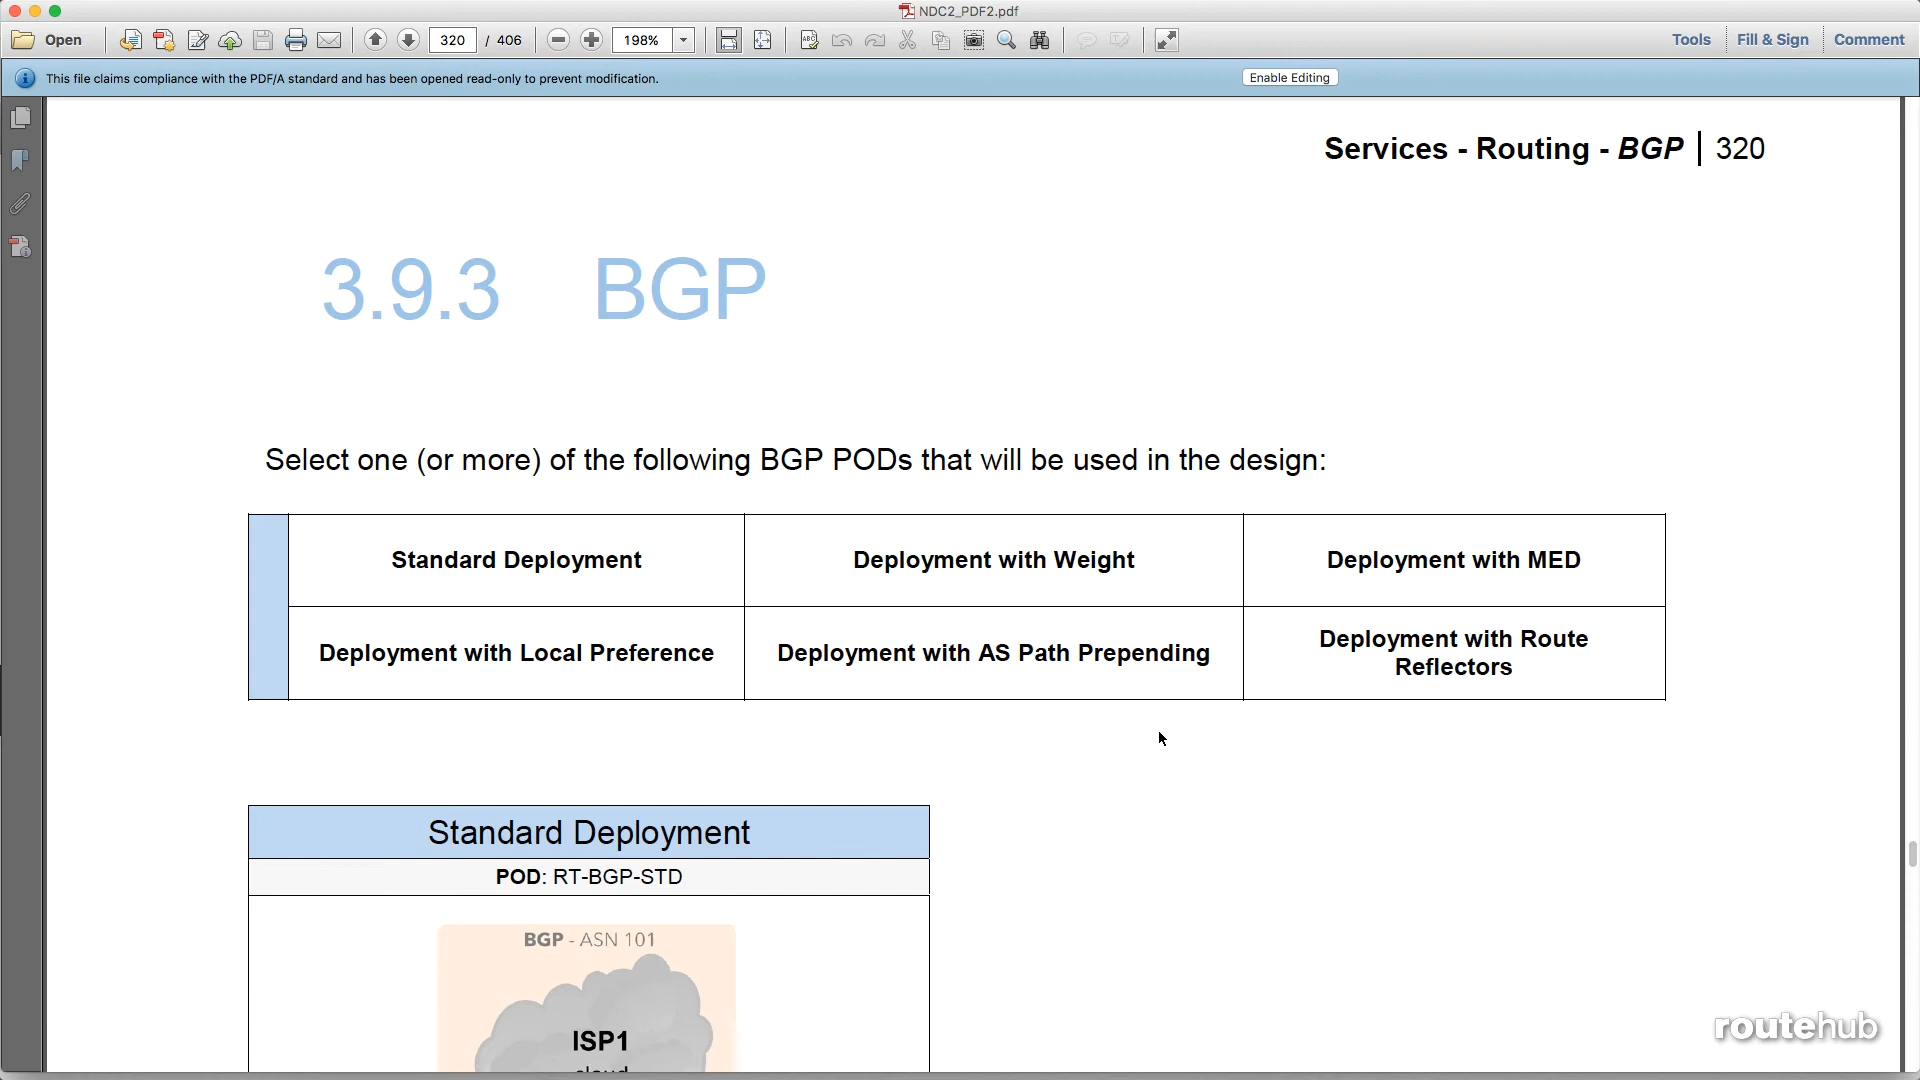 NDC2_PDF2.pdf
Open
320 / 406
198%
Tools
Fill & Sign
Comment
This file claims compliance with the PDF/A standard and has been opened read-only to prevent modification.
Enable Editing
Services - Routing - BGP | 320
3.9.3 BGP
Select one (or more) of the following BGP PODs that will be used in the design:
Standard Deployment
Deployment with Weight
Deployment with MED
Deployment with Local Preference
Deployment with AS Path Prepending
Deployment with Route
Reflectors
Standard Deployment
POD: RT-BGP-STD
BGP - ASN 101
ISP1
cloud
routehub